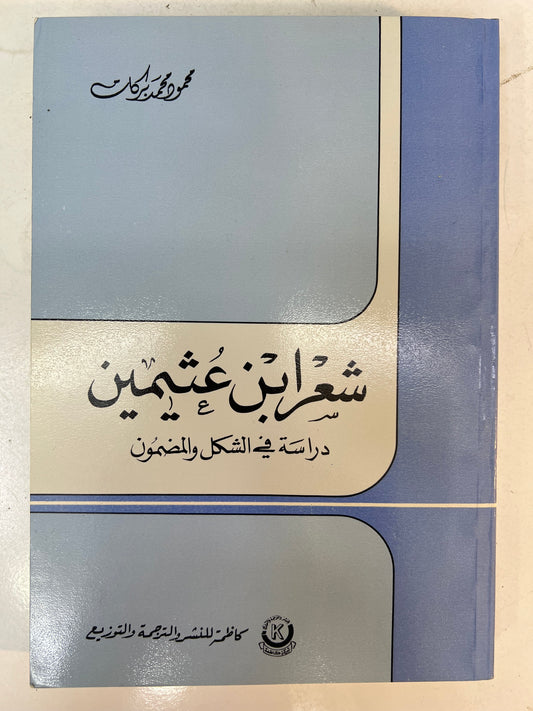 محمود محمد بركات
شعر ابن عثيمين
دراسة في الشكل والمضمون
كاظمة للنشر والترجمة والتوزيع
K